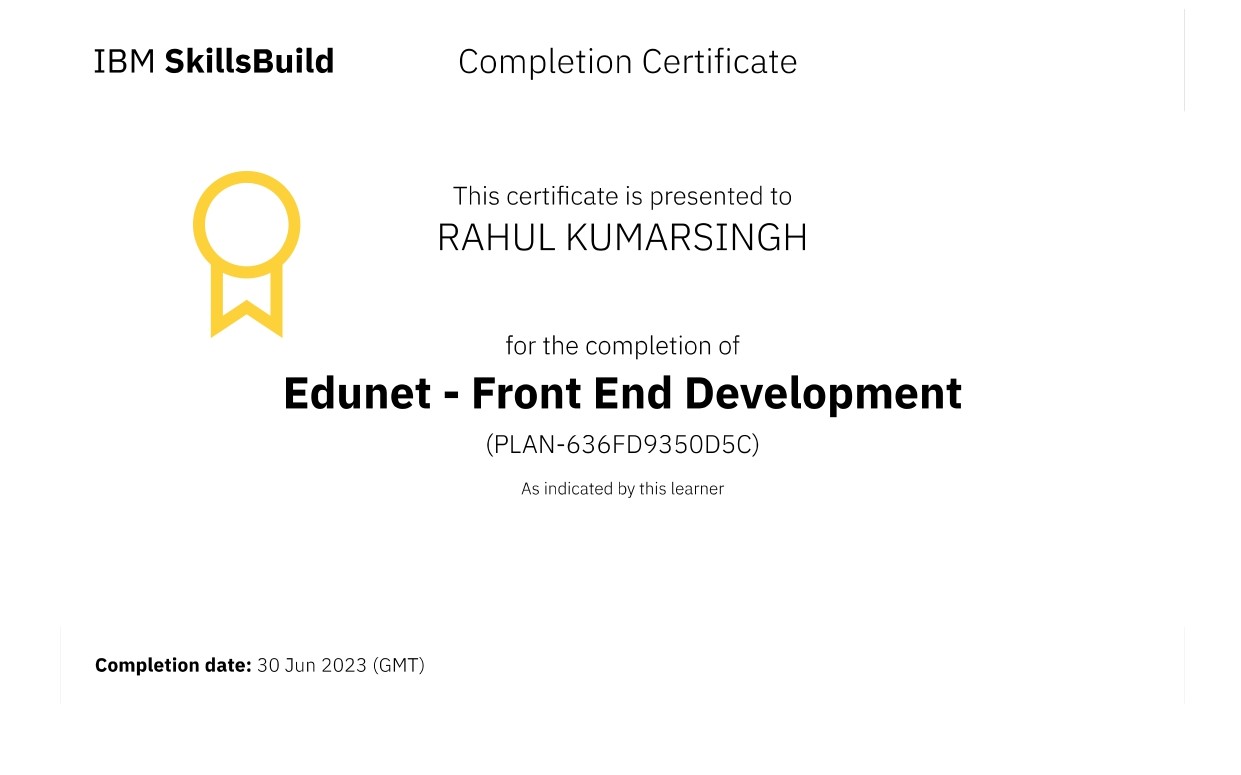 IBM SkillsBuild
Completion Certificate
This certificate is presented to
RAHUL KUMARSINGH
for the completion of
Edunet - Front End Development
(PLAN-636FD9350D5C)
As indicated by this learner
Completion date: 30 Jun 2023 (GMT)